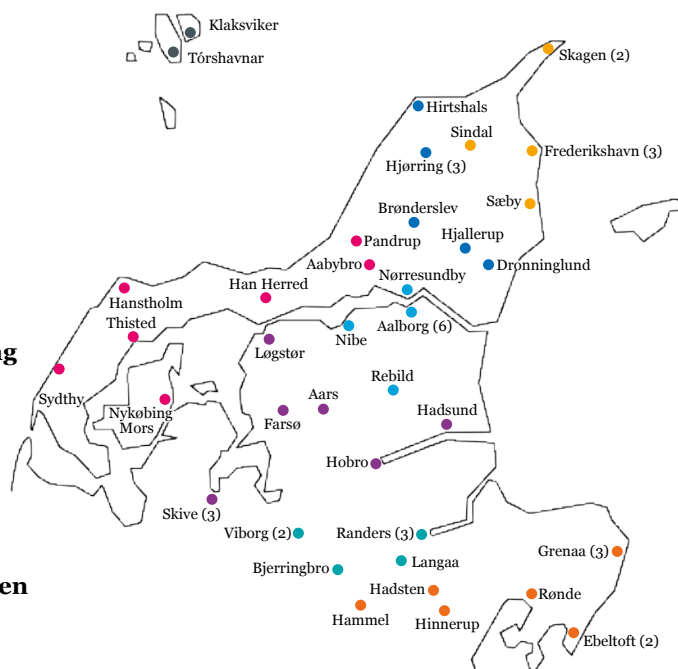 Klaksviker
Tórshavnar
Skagen (2)
Hirtshals
Sindal
Hjørring (3)
Frederikshavn (3)
Sæby
Brønderslev
Hjallerup
Pandrup
Aabybro
Dronninglund
Nørresundby
Han Herred
Hanstholm
Thisted
Aalborg (6)
Nibe
Løgstør
ng
Sydthy
Rebild
Aars
Nykøbing
Mors
Farsø
Hadsund
Hobro
Skive (3)
Viborg (2)
Randers (3)
Grenaa (3)
Langaa
Bjerringbro
Hadsten
en
Rønde
Hammel
Hinnerup
Ebeltoft (2)